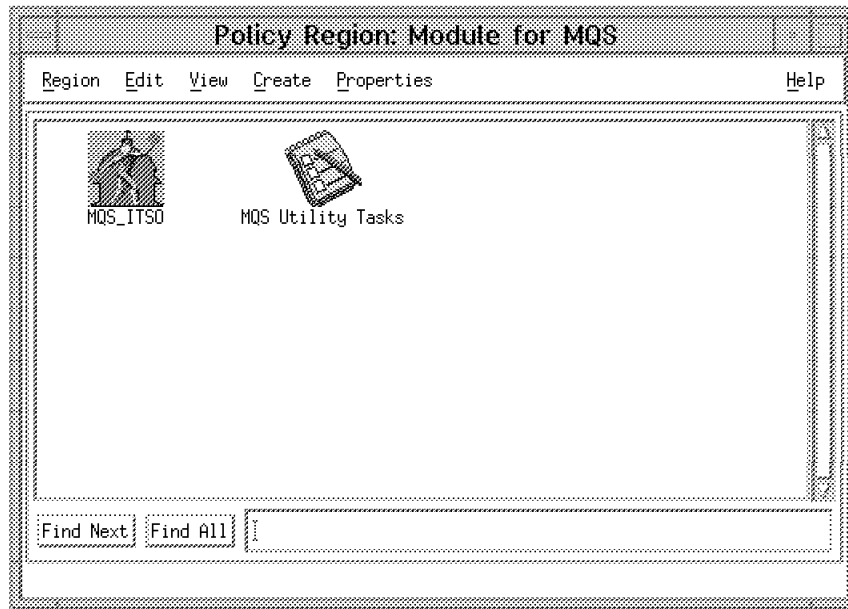 Policy Region: Module for MQS
Region Edit View Create Properties Help
MQS_ITSO MQS Utility Tasks
Find Next Find All